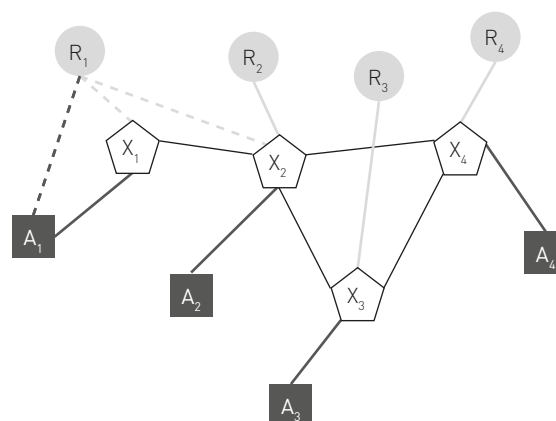 R₁
R₂
R₃
R₄
X₁
X₂
X₄
A₁
A₂
X₃
A₄
A₃